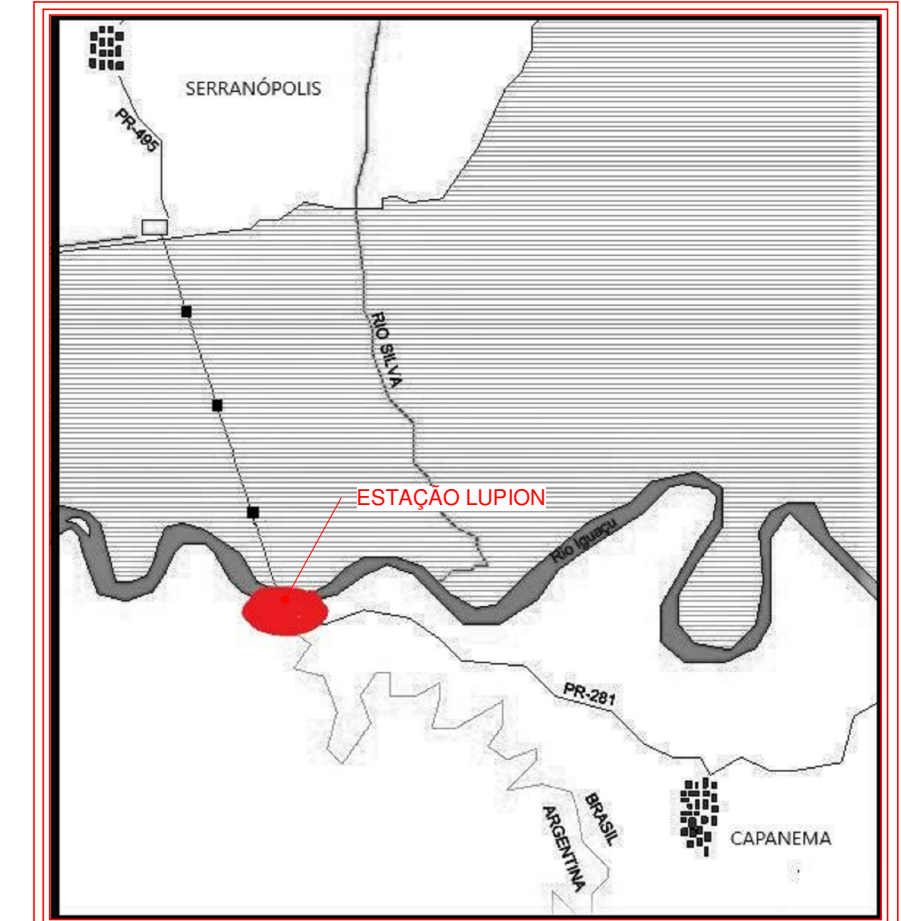 SERRANÓPOLIS
PR-495
RIO SILVA
ESTAÇÃO LUPION
Rio Iguaçu
PR-281
BRASIL
ARGENTINA
CAPANEMA